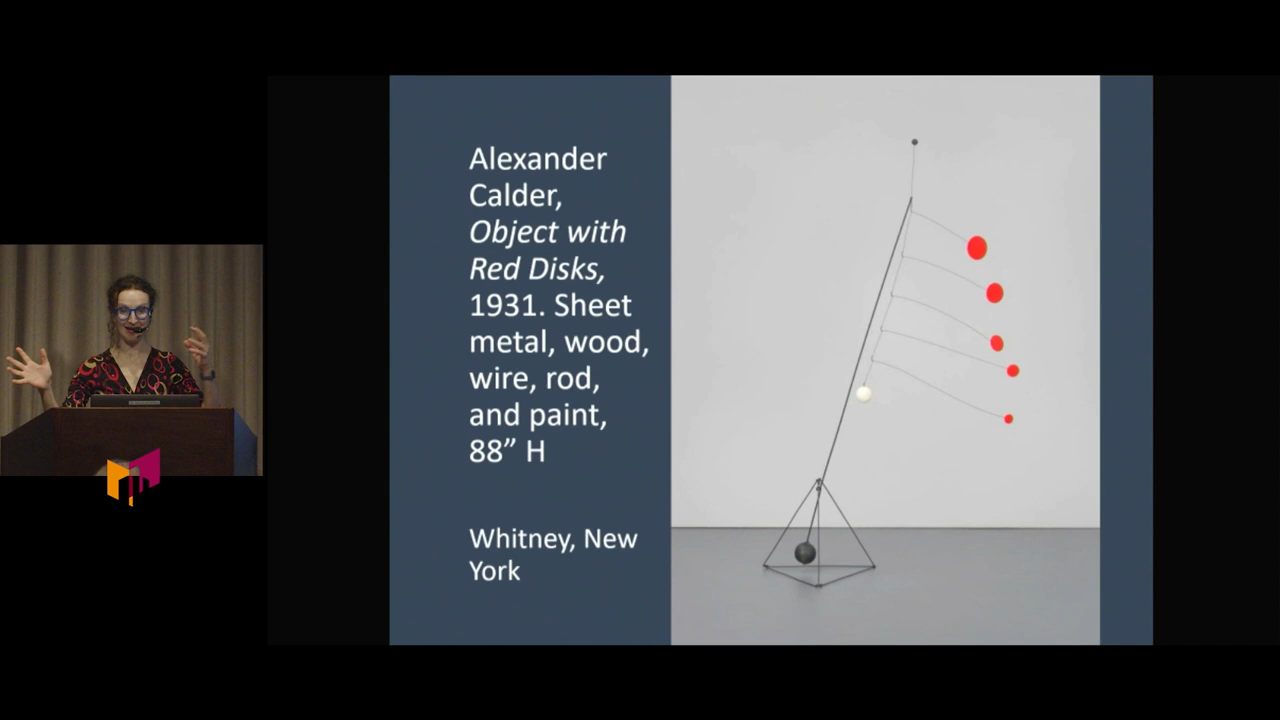 Alexander
Calder,
Object with
Red Disks,
1931. Sheet
metal, wood,
wire, rod,
and paint,
88” H
Whitney, New
York